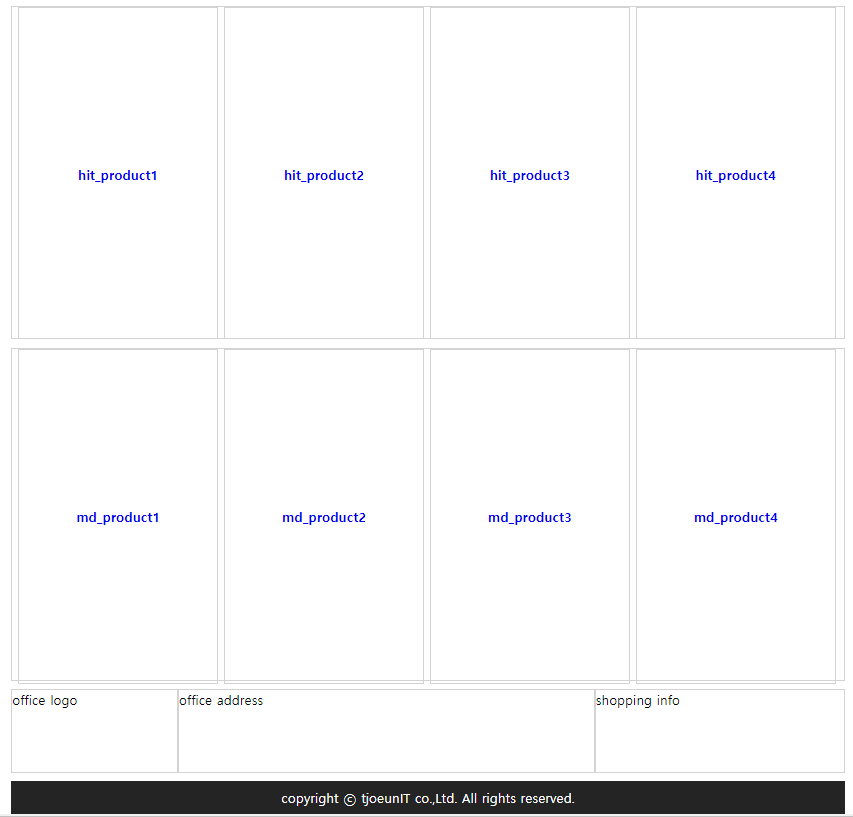 hit_product1 hit_product2 hit_product3 hit_product4
md_product1 md_product2 md_product3 md_product4
office logo office address shopping info
copyright ⓒ tjoeunIT co.,Ltd. All rights reserved.